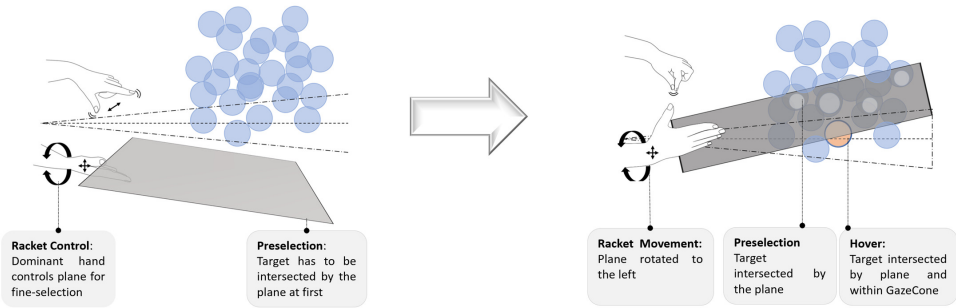 Racket Control:
Dominant hand
controls plane for
fine-selection
Preselection:
Target has to be
intersected by the
plane at first
Racket Movement:
Plane rotated to
the left
Preselection
Target
intersected by
the plane
Hover:
Target intersected
by plane and
within GazeCone